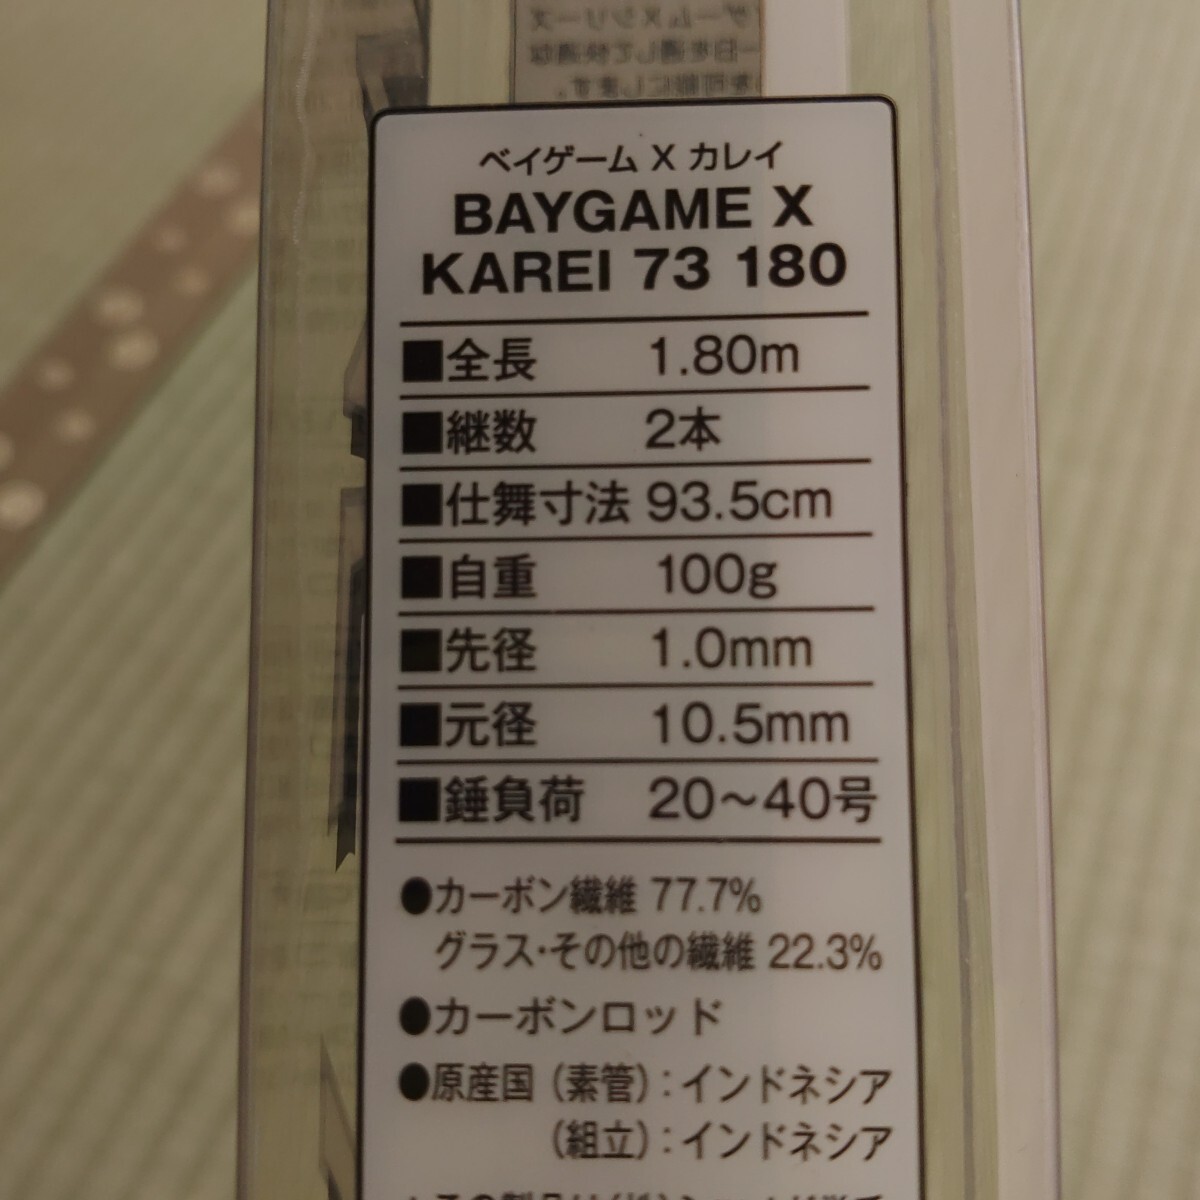 ベイゲーム X カレイ
BAYGAME X
KAREI 73 180
■全長 1.80m
■継数 2本
■仕舞寸法 93.5cm
■自重 100g
■先径 1.0mm
■元径 10.5mm
■錘負荷 20～40号
●カーボン繊維 77.7%
グラス・その他の繊維 22.3%
●カーボンロッド
●原産国(素管):インドネシア
(組立):インドネシア